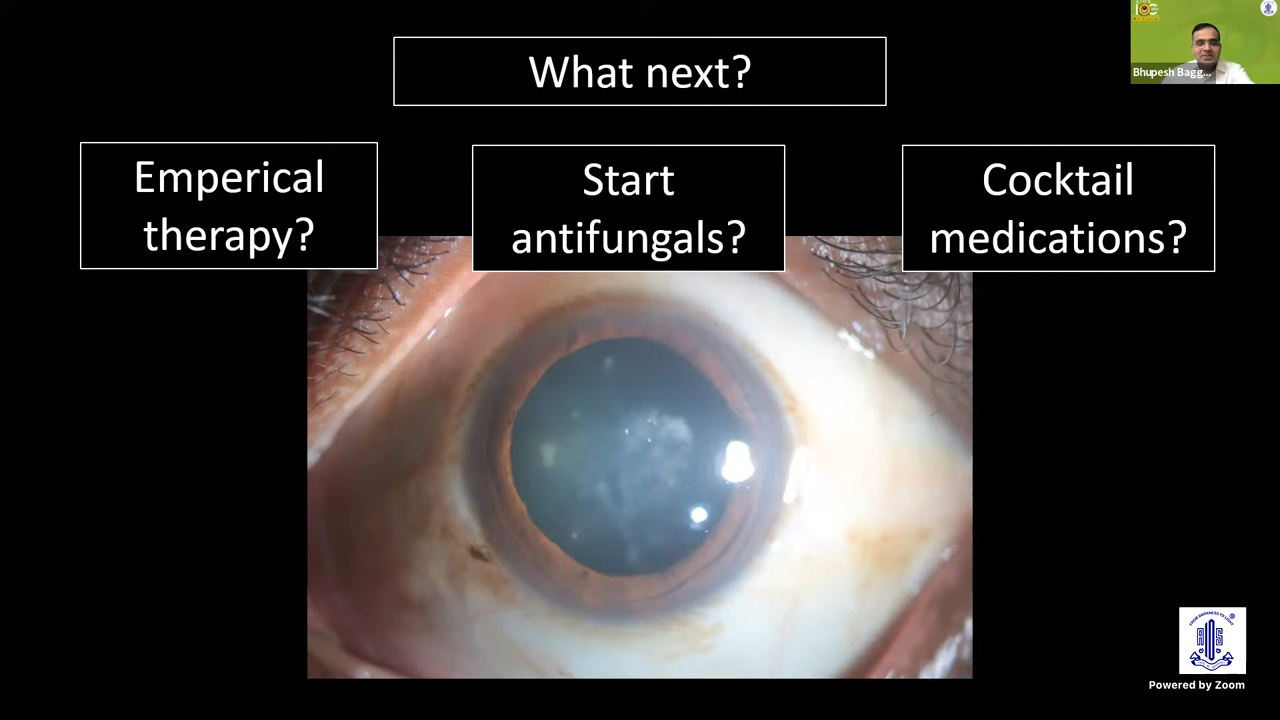 What next?
Bhupesh Bagg...
Emperical
therapy?
Start
antifungals?
Cocktail
medications?
Powered by Zoom